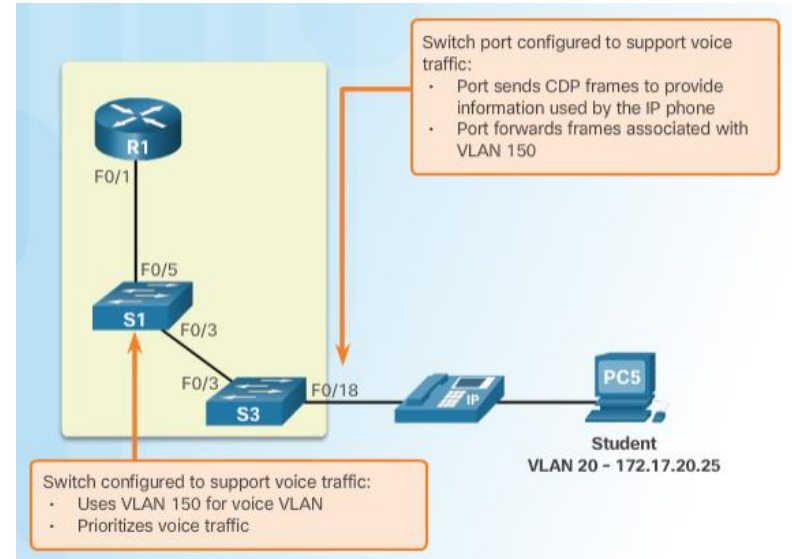 Switch port configured to support voice
traffic:
• Port sends CDP frames to provide
information used by the IP phone
• Port forwards frames associated with
VLAN 150
R1
F0/1
F0/5
S1
F0/3
F0/3
S3
F0/18
IP
PC5
Student
VLAN 20 – 172.17.20.25
Switch configured to support voice traffic:
• Uses VLAN 150 for voice VLAN
• Prioritizes voice traffic